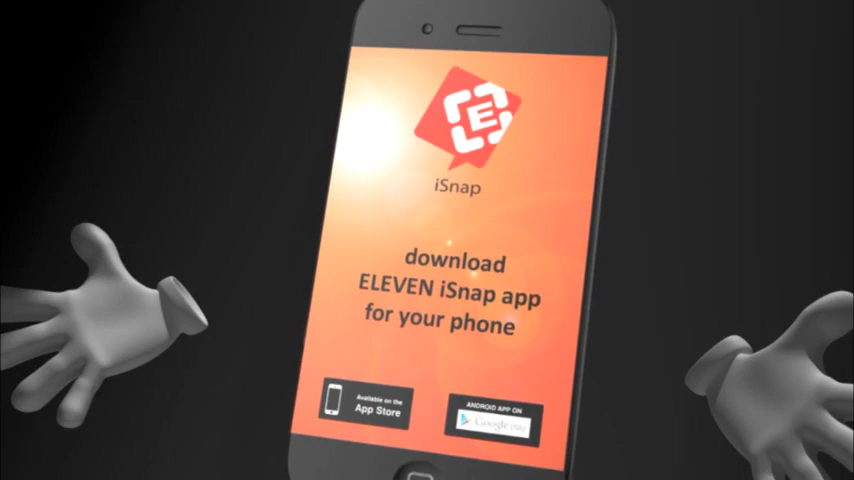 E
iSnap
download
ELEVEN iSnap app
for your phone
Available on the
App Store
ANDROID APP ON
Google play